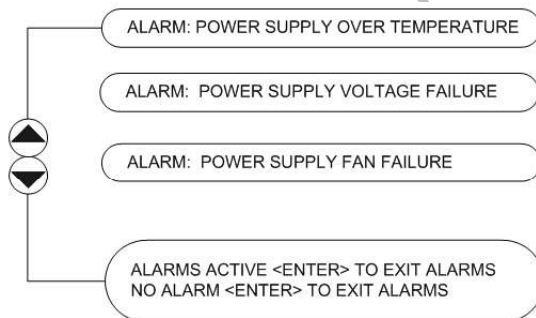 ALARM: POWER SUPPLY OVER TEMPERATURE
ALARM: POWER SUPPLY VOLTAGE FAILURE
ALARM: POWER SUPPLY FAN FAILURE
ALARMS ACTIVE <ENTER> TO EXIT ALARMS
NO ALARM <ENTER> TO EXIT ALARMS